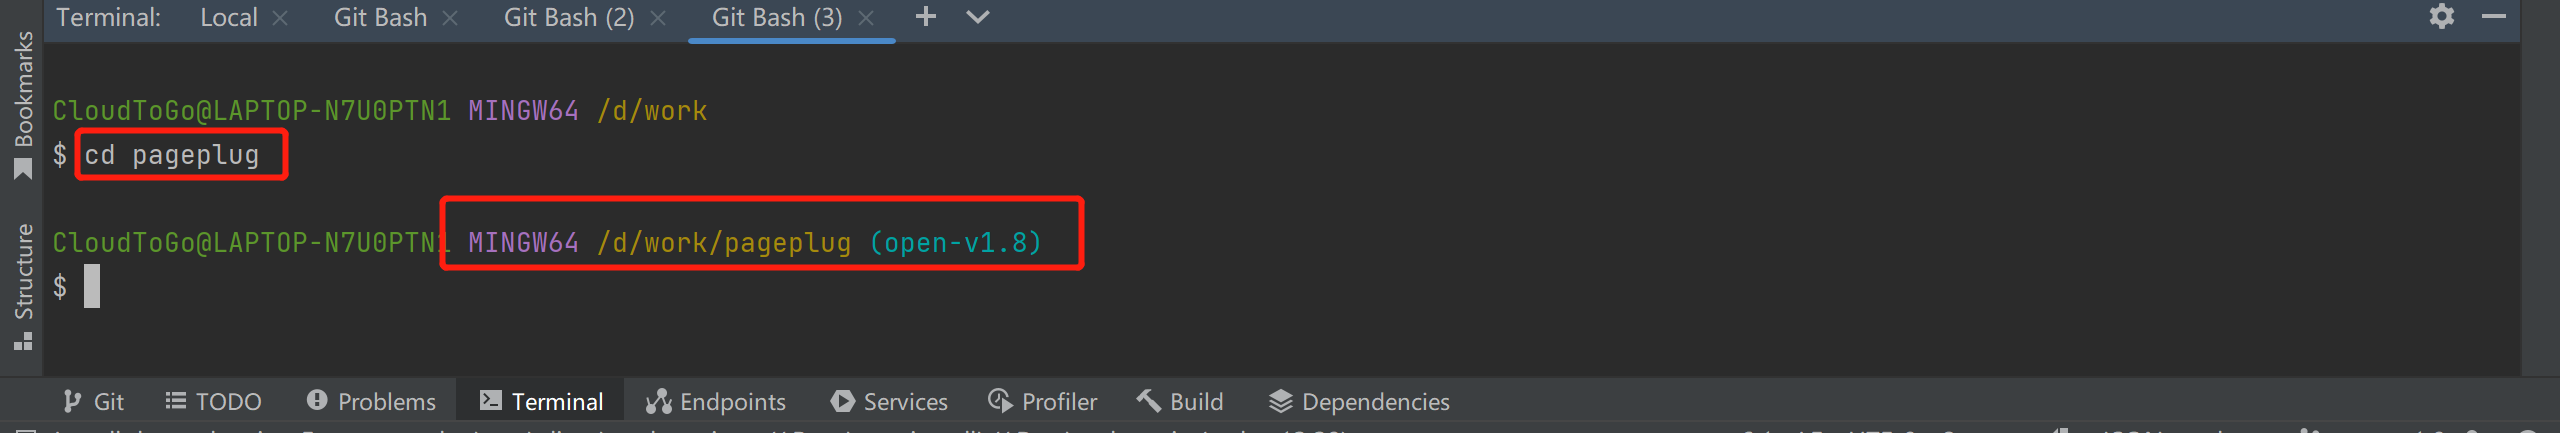 Terminal: Local Git Bash Git Bash (2) Git Bash (3)
Bookmarks
Structure
CloudToGo@LAPTOP-N7U0PTN1 MINGW64 /d/work
$ cd pageplug
CloudToGo@LAPTOP-N7U0PTN1 MINGW64 /d/work/pageplug (open-v1.8)
$
Git TODO Problems Terminal Endpoints Services Profiler Build Dependencies